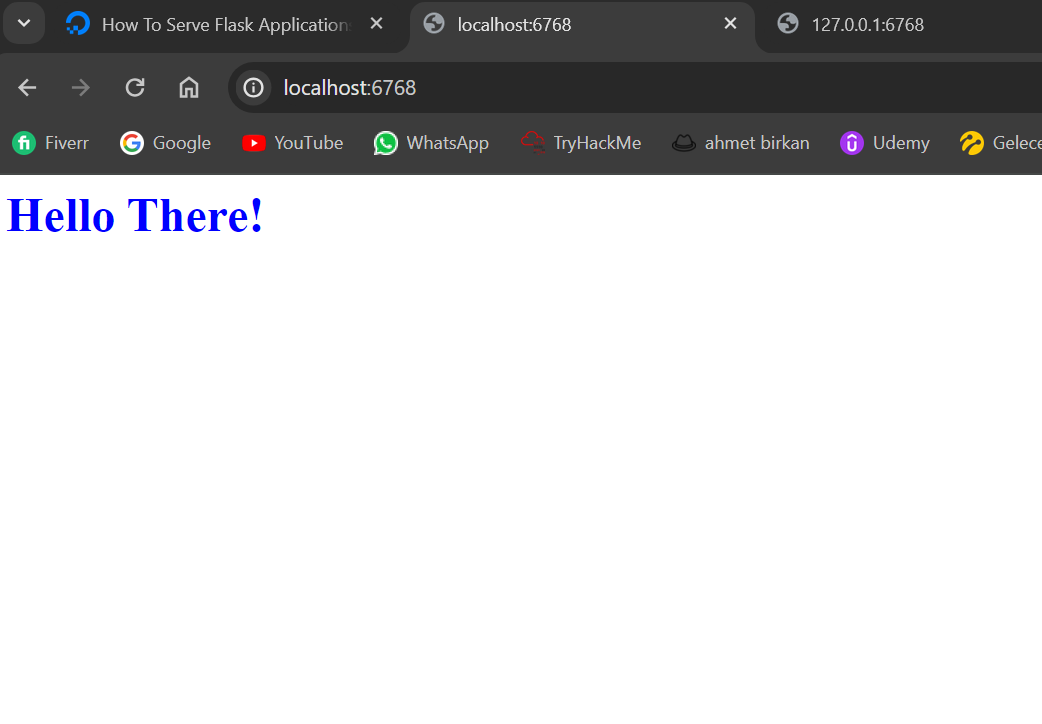 How To Serve Flask Application
localhost:6768
127.0.0.1:6768
localhost:6768
Fiverr
Google
YouTube
WhatsApp
TryHackMe
ahmet birkan
Udemy
Gelece
Hello There!